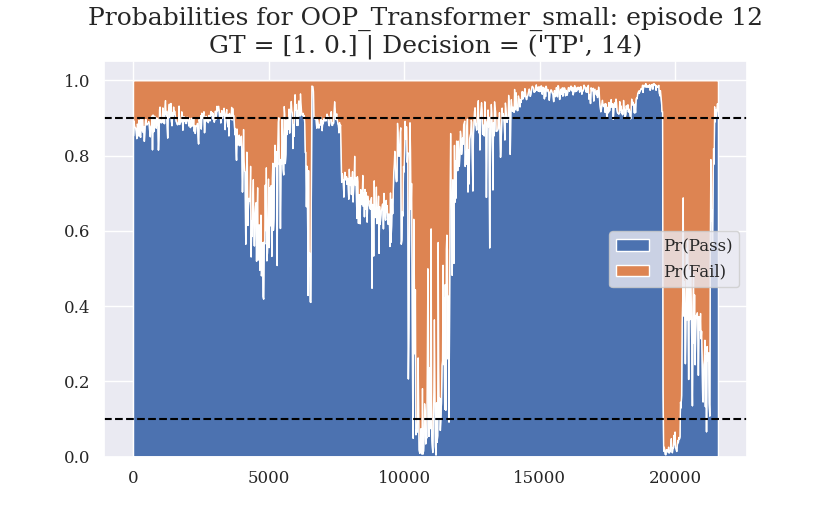 Probabilities for OOP_Transformer_small: episode 12
GT = [1. 0.] | Decision = ('TP', 14)
1.0
0.8
0.6
0.4
0.2
0.0
Pr(Pass)
Pr(Fail)
0
5000
10000
15000
20000